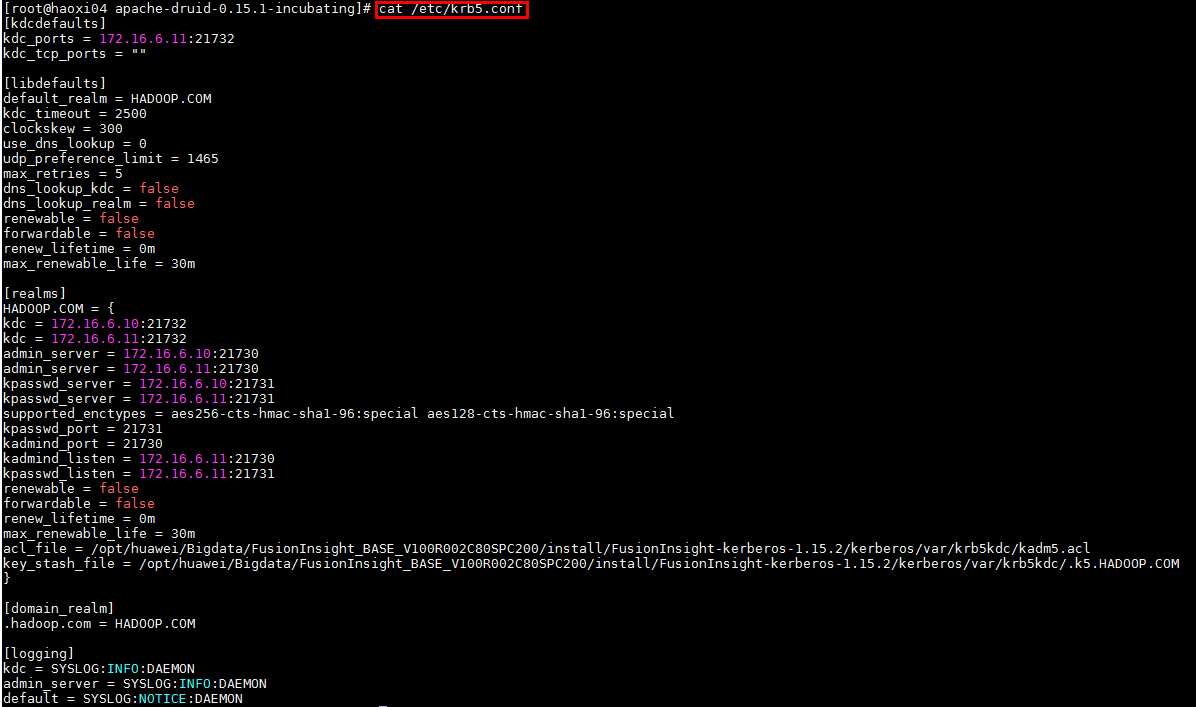 [root@haoxi04 apache-druid-0.15.1-incubating]# cat /etc/krb5.conf
[kdcdefaults]
kdc_ports = 172.16.6.11:21732
kdc_tcp_ports = ""
[libdefaults]
default_realm = HADOOP.COM
kdc_timeout = 2500
clockskew = 300
use_dns_lookup = 0
udp_preference_limit = 1465
max_retries = 5
dns_lookup_kdc = false
dns_lookup_realm = false
renewable = false
forwardable = false
renew_lifetime = 0m
max_renewable_life = 30m
[realms]
HADOOP.COM = {
kdc = 172.16.6.10:21732
kdc = 172.16.6.11:21732
admin_server = 172.16.6.10:21730
admin_server = 172.16.6.11:21730
kpasswd_server = 172.16.6.10:21731
kpasswd_server = 172.16.6.11:21731
supported_enctypes = aes256-cts-hmac-sha1-96:special aes128-cts-hmac-sha1-96:special
kpasswd_port = 21731
kadmind_port = 21730
kadmind_listen = 172.16.6.11:21730
kpasswd_listen = 172.16.6.11:21731
renewable = false
forwardable = false
renew_lifetime = 0m
max_renewable_life = 30m
acl_file = /opt/huawei/Bigdata/FusionInsight_BASE_V100R002C80SPC200/install/FusionInsight-kerberos-1.15.2/kerberos/var/krb5kdc/kadm5.acl
key_stash_file = /opt/huawei/Bigdata/FusionInsight_BASE_V100R002C80SPC200/install/FusionInsight-kerberos-1.15.2/kerberos/var/krb5kdc/.k5.HADOOP.COM
}
[domain_realm]
.hadoop.com = HADOOP.COM
[logging]
kdc = SYSLOG:INFO:DAEMON
admin_server = SYSLOG:INFO:DAEMON
default = SYSLOG:NOTICE:DAEMON